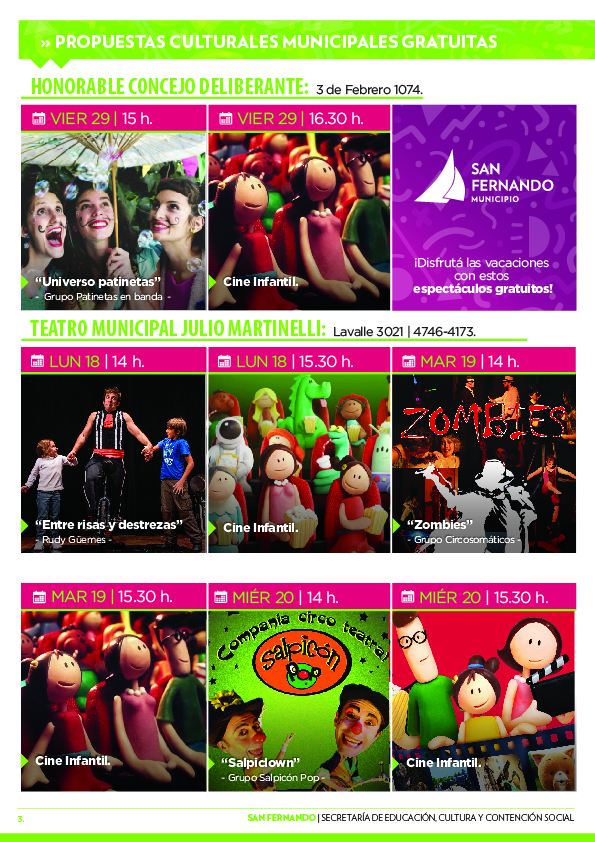 » PROPUESTAS CULTURALES MUNICIPALES GRATUITAS
HONORABLE CONCEJO DELIBERANTE: 3 de Febrero 1074.
VIER 29 | 15 h.
"Universo patinetas"
- Grupo Patinetas en banda -
VIER 29 | 16.30 h.
Cine Infantil.
SAN
FERNANDO
MUNICIPIO
¡Disfrutá las vacaciones
con estos
espectáculos gratuitos!
TEATRO MUNICIPAL JULIO MARTINELLI: Lavalle 3021 | 4746-4173.
LUN 18 | 14 h.
"Entre risas y destrezas"
- Rudy Güemes -
LUN 18 | 15.30 h.
Cine Infantil.
MAR 19 | 14 h.
ZOMBIES
"Zombies"
- Grupo Circosomáticos -
MAR 19 | 15.30 h.
Cine Infantil.
MIÉR 20 | 14 h.
Compañía circo teatral
Salpicón
"Salpiclown"
- Grupo Salpicón Pop -
MIÉR 20 | 15.30 h.
Cine Infantil.
3.
SAN FERNANDO | SECRETARÍA DE EDUCACIÓN, CULTURA Y CONTENCIÓN SOCIAL